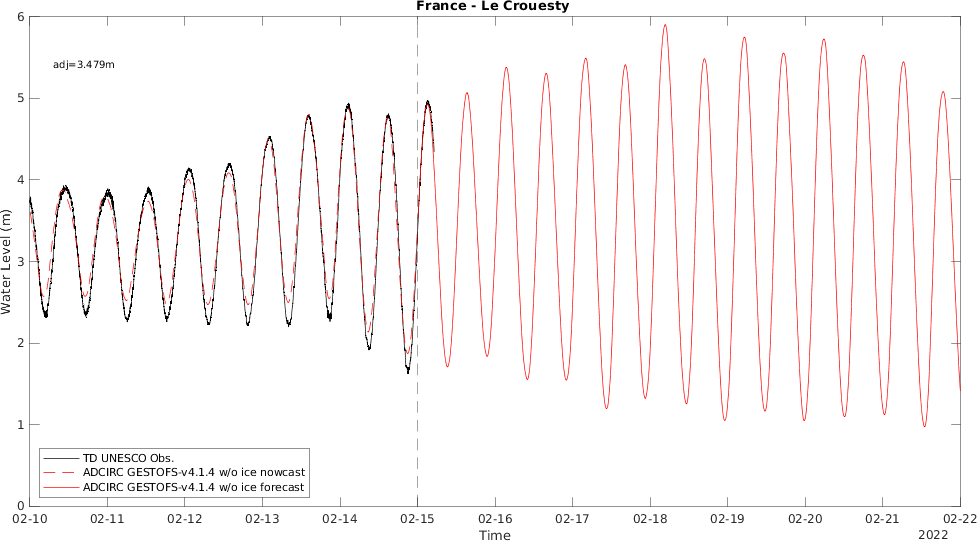 France - Le Crouesty
adj=3.479m
6
5
4
3
2
1
0
Water Level (m)
TD UNESCO Obs.
ADCIRC GESTOFS-v4.1.4 w/o ice nowcast
ADCIRC GESTOFS-v4.1.4 w/o ice forecast
02-10 02-11 02-12 02-13 02-14 02-15 02-16 02-17 02-18 02-19 02-20 02-21 02-22
Time
2022